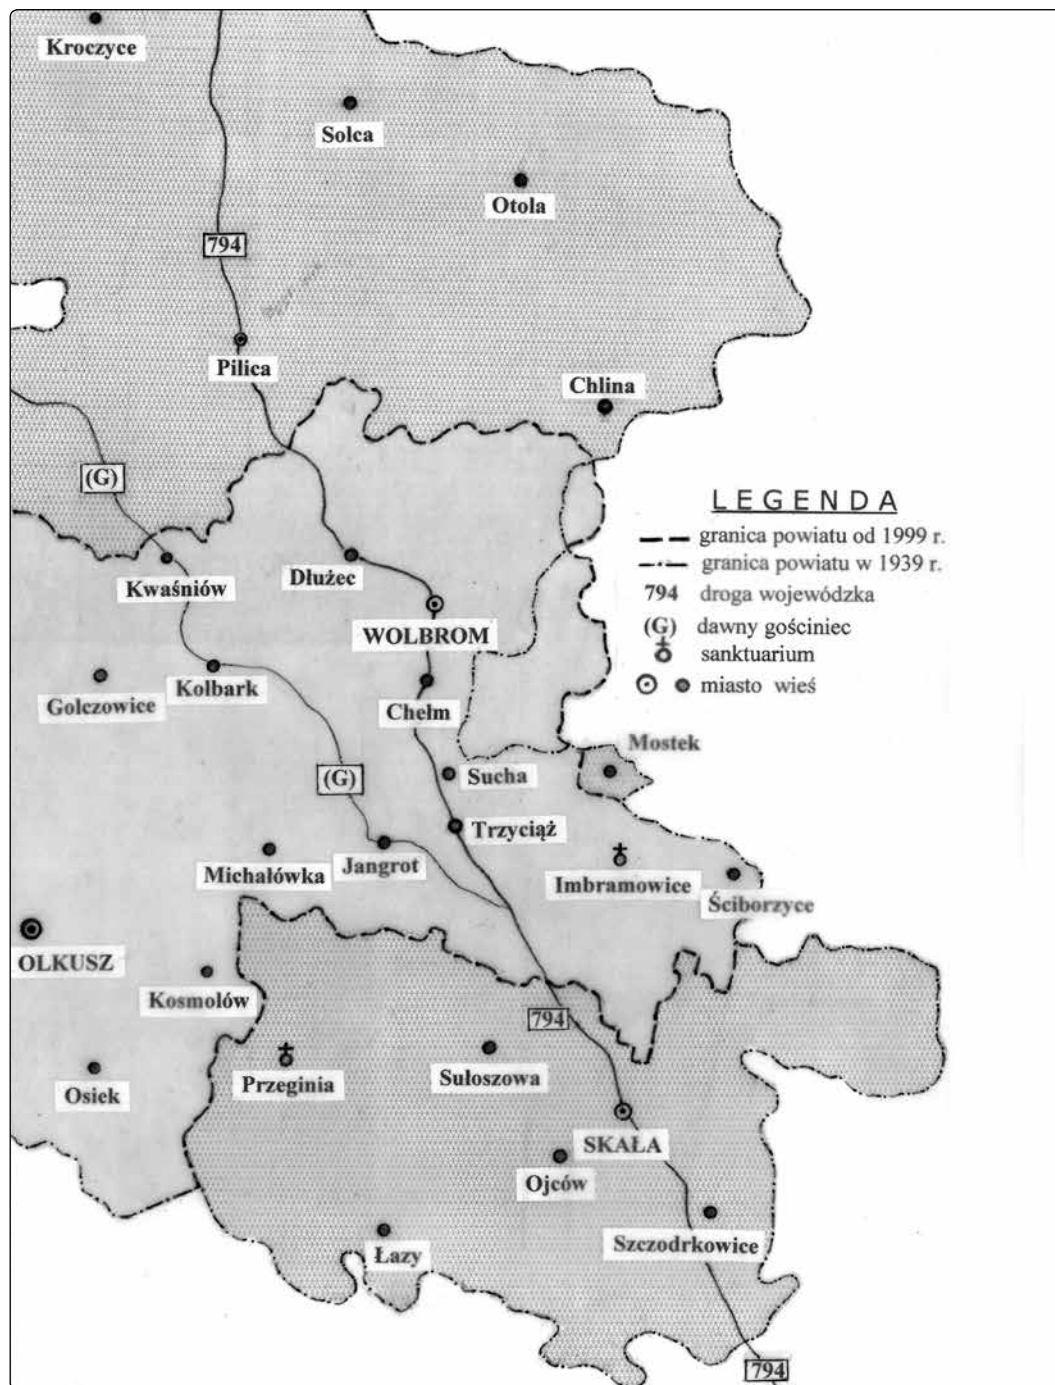 Kroczyce
Solca
Otola
794
Pilica
Chlina
(G)
LEGENDA
granica powiatu od 1999 r.
granica powiatu w 1939 r.
794 droga wojewódzka
(G) dawny gościniec
sanktuarium
miasto wieś
Kwaśniów
Dłużec
WOLBROM
Kolbark
Golczowice
Chełm
Mostek
(G)
Sucha
Trzyciąż
Michałówka
Jangrot
Imbramowice
Ściborzyce
OLKUSZ
Kosmolów
794
Osiek
Przeginia
Sułoszowa
SKAŁA
Ojców
Łazy
Szczodrkowice
794